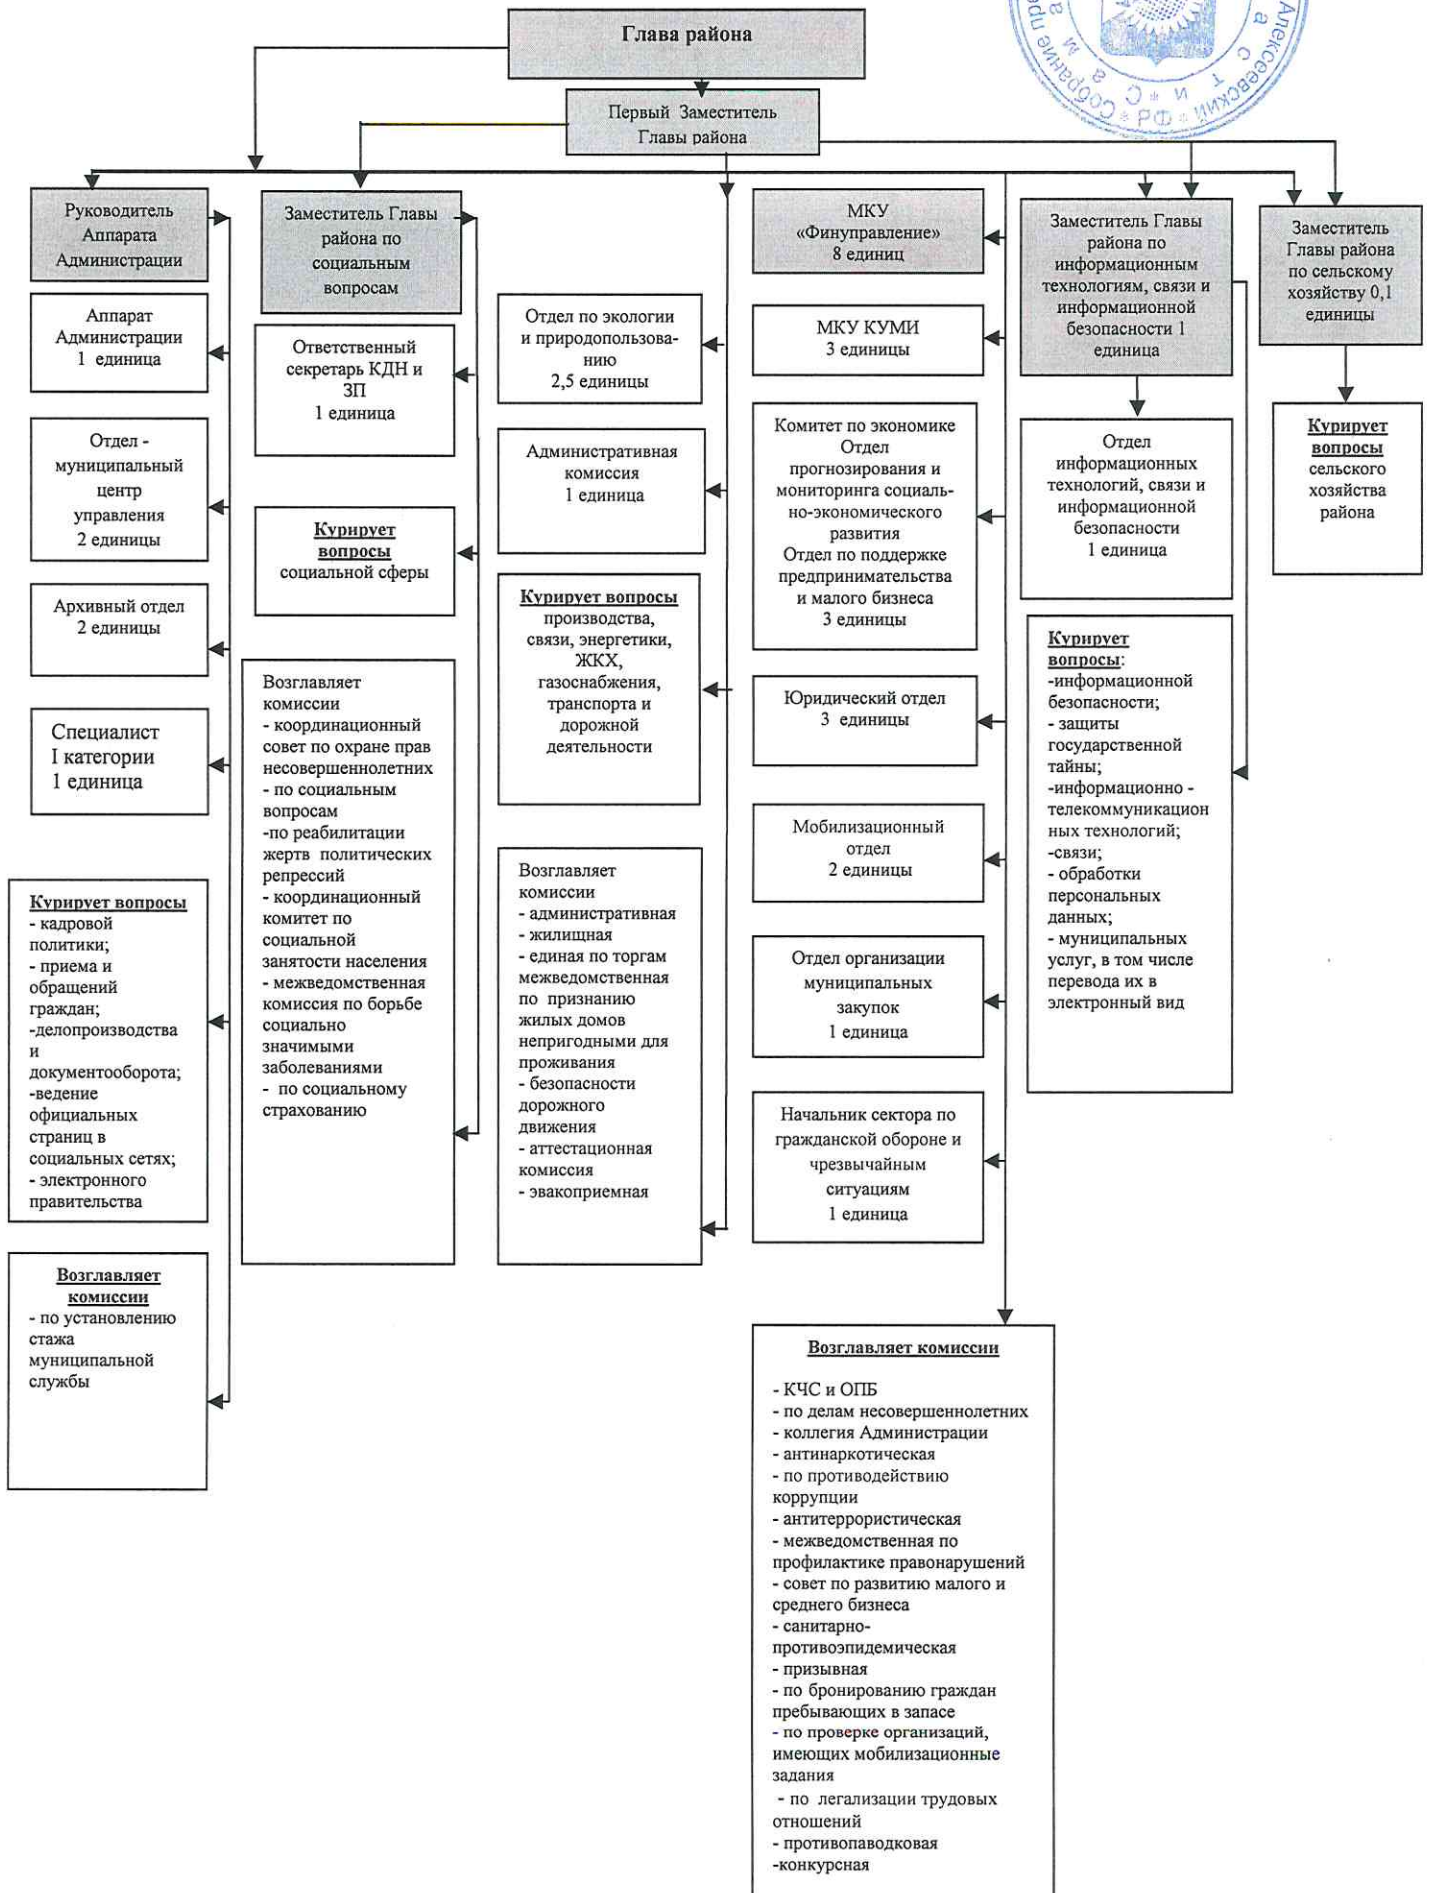 Глава района
Первый Заместитель
Главы района
Собрание
Алексеевский
РФ
Руководитель
Аппарата
Администрации
Аппарат
Администрации
1 единица
Отдел -
муниципальный
центр
управления
2 единицы
Архивный отдел
2 единицы
Специалист
I категории
1 единица
Курирует вопросы
- кадровой
политики;
- приема и
обращений
граждан;
-делопроизводства
и
документооборота;
-ведение
официальных
страниц в
социальных сетях;
- электронного
правительства
Возглавляет
комиссии
- по установлению
стажа
муниципальной
службы
Заместитель Главы
района по
социальным
вопросам
Ответственный
секретарь КДН и
ЗП
1 единица
Курирует
вопросы
социальной сферы
Возглавляет
комиссии
- координационный
совет по охране прав
несовершеннолетних
- по социальным
вопросам
-по реабилитации
жертв политических
репрессий
- координационный
комитет по
социальной
занятости населения
- межведомственная
комиссия по борьбе
социально
значимыми
заболеваниями
- по социальному
страхованию
Отдел по экологии
и природопользова-
нию
2,5 единицы
Административная
комиссия
1 единица
Курирует вопросы
производства,
связи, энергетики,
ЖКХ,
газоснабжения,
транспорта и
дорожной
деятельности
Возглавляет
комиссии
- административная
- жилищная
- единая по торгам
межведомственная
по признанию
жилых домов
непригодными для
проживания
- безопасности
дорожного
движения
- аттестационная
комиссия
- эвакоприемная
МКУ
«Финуправление»
8 единиц
МКУ КУМИ
3 единицы
Комитет по экономике
Отдел
прогнозирования и
мониторинга социаль-
но-экономического
развития
Отдел по поддержке
предпринимательства
и малого бизнеса
3 единицы
Юридический отдел
3 единицы
Мобилизационный
отдел
2 единицы
Отдел организации
муниципальных
закупок
1 единица
Начальник сектора по
гражданской обороне и
чрезвычайным
ситуациям
1 единица
Возглавляет комиссии
- КЧС и ОПБ
- по делам несовершеннолетних
- коллегия Администрации
- антинаркотическая
- по противодействию
коррупции
- антитеррористическая
- межведомственная по
профилактике правонарушений
- совет по развитию малого и
среднего бизнеса
- санитарно-
противоэпидемическая
- призывная
- по бронированию граждан
пребывающих в запасе
- по проверке организаций,
имеющих мобилизационные
задания
- по легализации трудовых
отношений
- противопаводковая
-конкурсная
Заместитель Главы
района по
информационным
технологиям, связи и
информационной
безопасности 1
единица
Отдел
информационных
технологий, связи и
информационной
безопасности
1 единица
Курирует
вопросы:
-информационной
безопасности;
- защиты
государственной
тайны;
-информационно -
телекоммуникацион
ных технологий;
-связи;
- обработки
персональных
данных;
- муниципальных
услуг, в том числе
перевода их в
электронный вид
Заместитель
Главы района
по сельскому
хозяйству 0,1
единицы
Курирует
вопросы
сельского
хозяйства
района